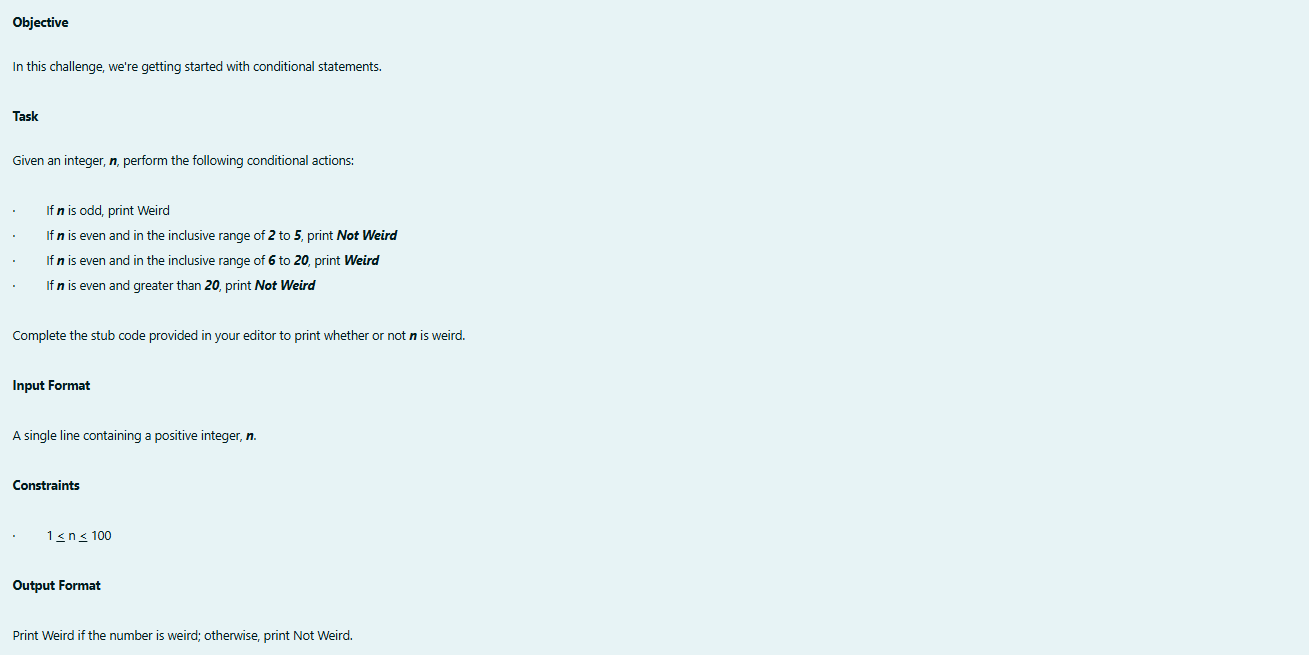 Objective
In this challenge, we're getting started with conditional statements.
Task
Given an integer, n, perform the following conditional actions:
· If n is odd, print Weird
· If n is even and in the inclusive range of 2 to 5, print Not Weird
· If n is even and in the inclusive range of 6 to 20, print Weird
· If n is even and greater than 20, print Not Weird
Complete the stub code provided in your editor to print whether or not n is weird.
Input Format
A single line containing a positive integer, n.
Constraints
· 1 < n < 100
Output Format
Print Weird if the number is weird; otherwise, print Not Weird.